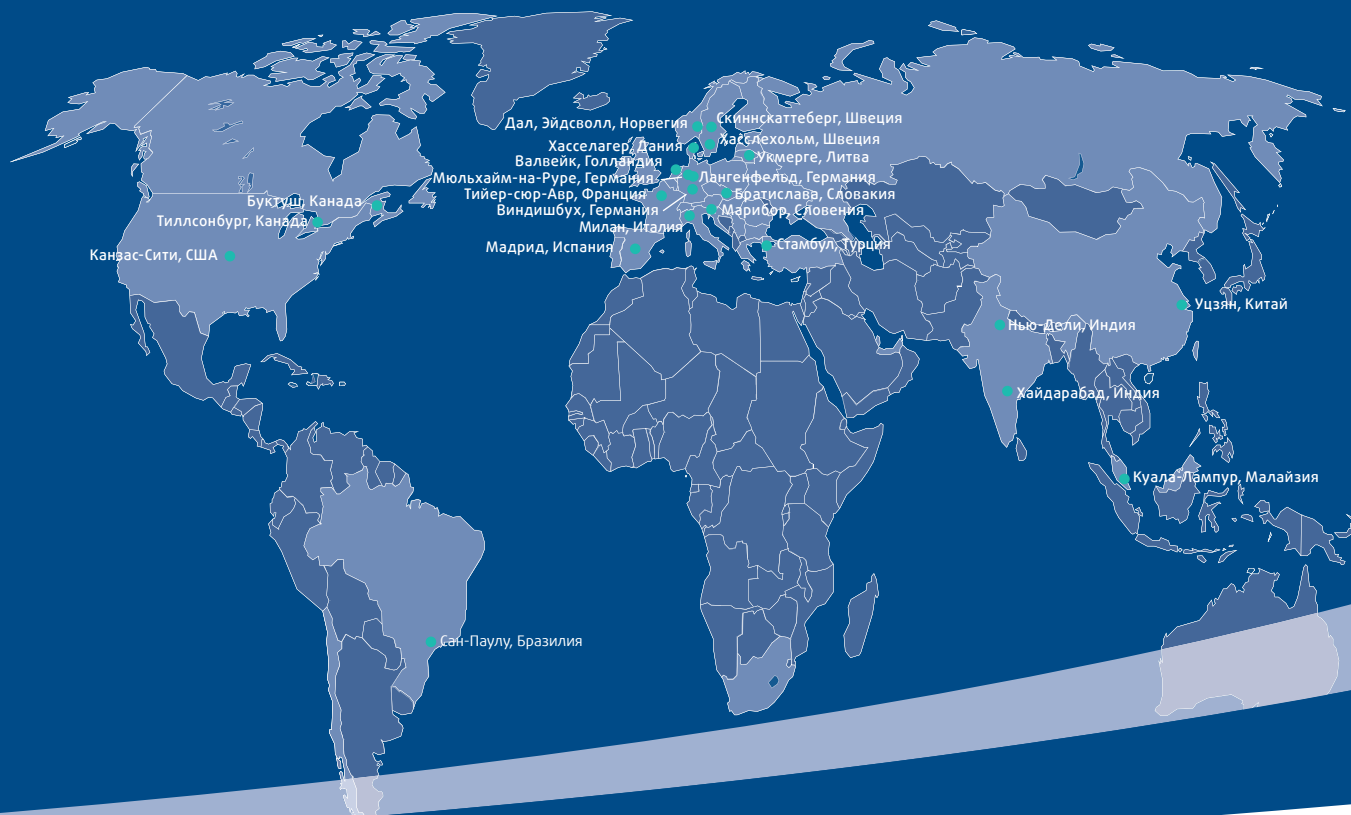 Дал, Эйдсволл, Норвегия
Скиннскаттеберг, Швеция
Хасслехольм, Швеция
Хасселагер, Дания
Укмерге, Литва
Валвейк, Голландия
Мюльхайм-на-Руре, Германия
Лангенфельд, Германия
Тийер-сюр-Авр, Франция
Братислава, Словакия
Виндишбух, Германия
Марибор, Словения
Милан, Италия
Мадрид, Испания
Стамбул, Турция
Буктуш, Канада
Тиллсонбург, Канада
Канзас-Сити, США
Уцзян, Китай
Нью-Дели, Индия
Хайдарабад, Индия
Куала-Лампур, Малайзия
Сан-Паулу, Бразилия